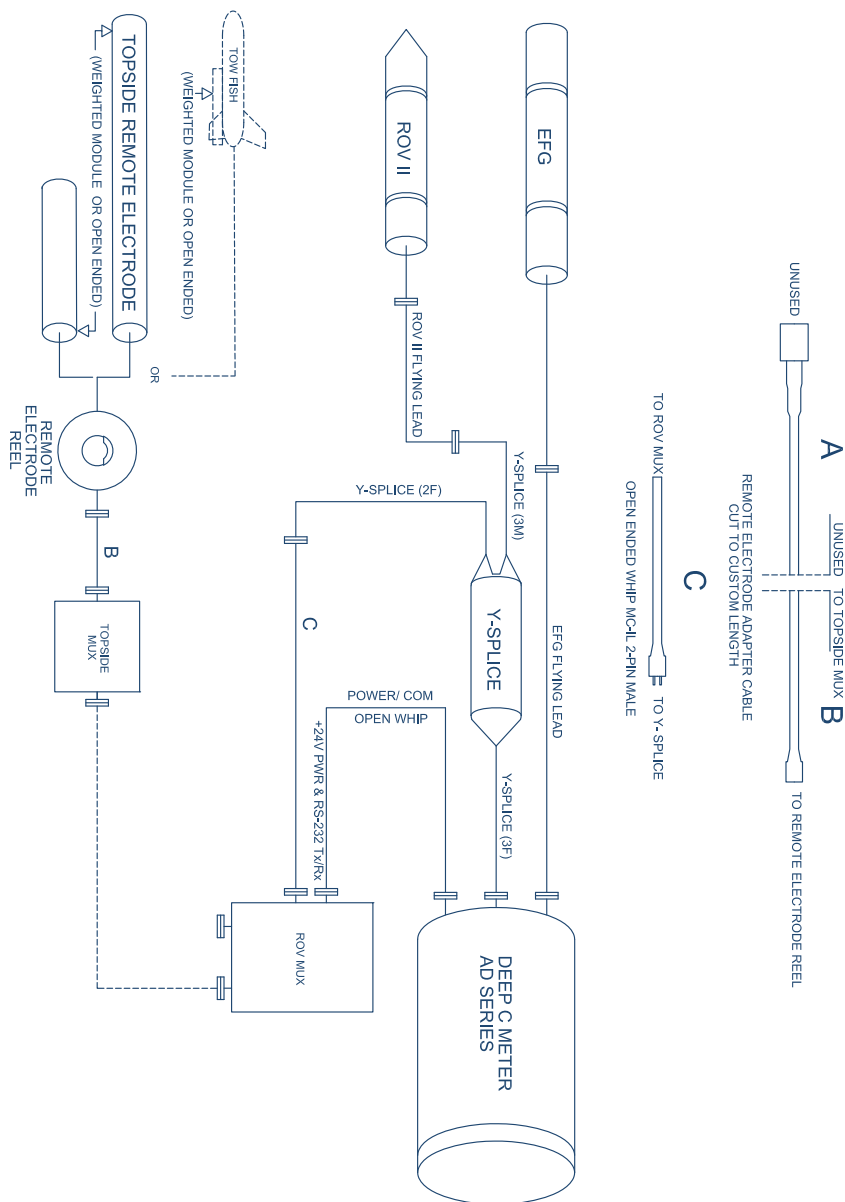 UNUSED
A
UNUSED
TO TOPSIDE MUX
B
REMOTE ELECTRODE ADAPTER CABLE
CUT TO CUSTOM LENGTH
TO REMOTE ELECTRODE REEL
TO ROV MUX
C
TO Y- SPLICE
OPEN ENDED WHIP MC-IL 2-PIN MALE
EFG
EFG FLYING LEAD
ROV II
ROV II FLYING LEAD
Y-SPLICE (3M)
Y-SPLICE
Y-SPLICE (3F)
DEEP C METER
AD SERIES
Y-SPLICE (2F)
C
POWER/ COM
OPEN WHIP
+24V PWR & RS-232 Tx/Rx
ROV MUX
TOW FISH
(WEIGHTED MODULE OR OPEN ENDED)
OR
TOPSIDE REMOTE ELECTRODE
(WEIGHTED MODULE OR OPEN ENDED)
REMOTE
ELECTRODE
REEL
B
TOPSIDE
MUX